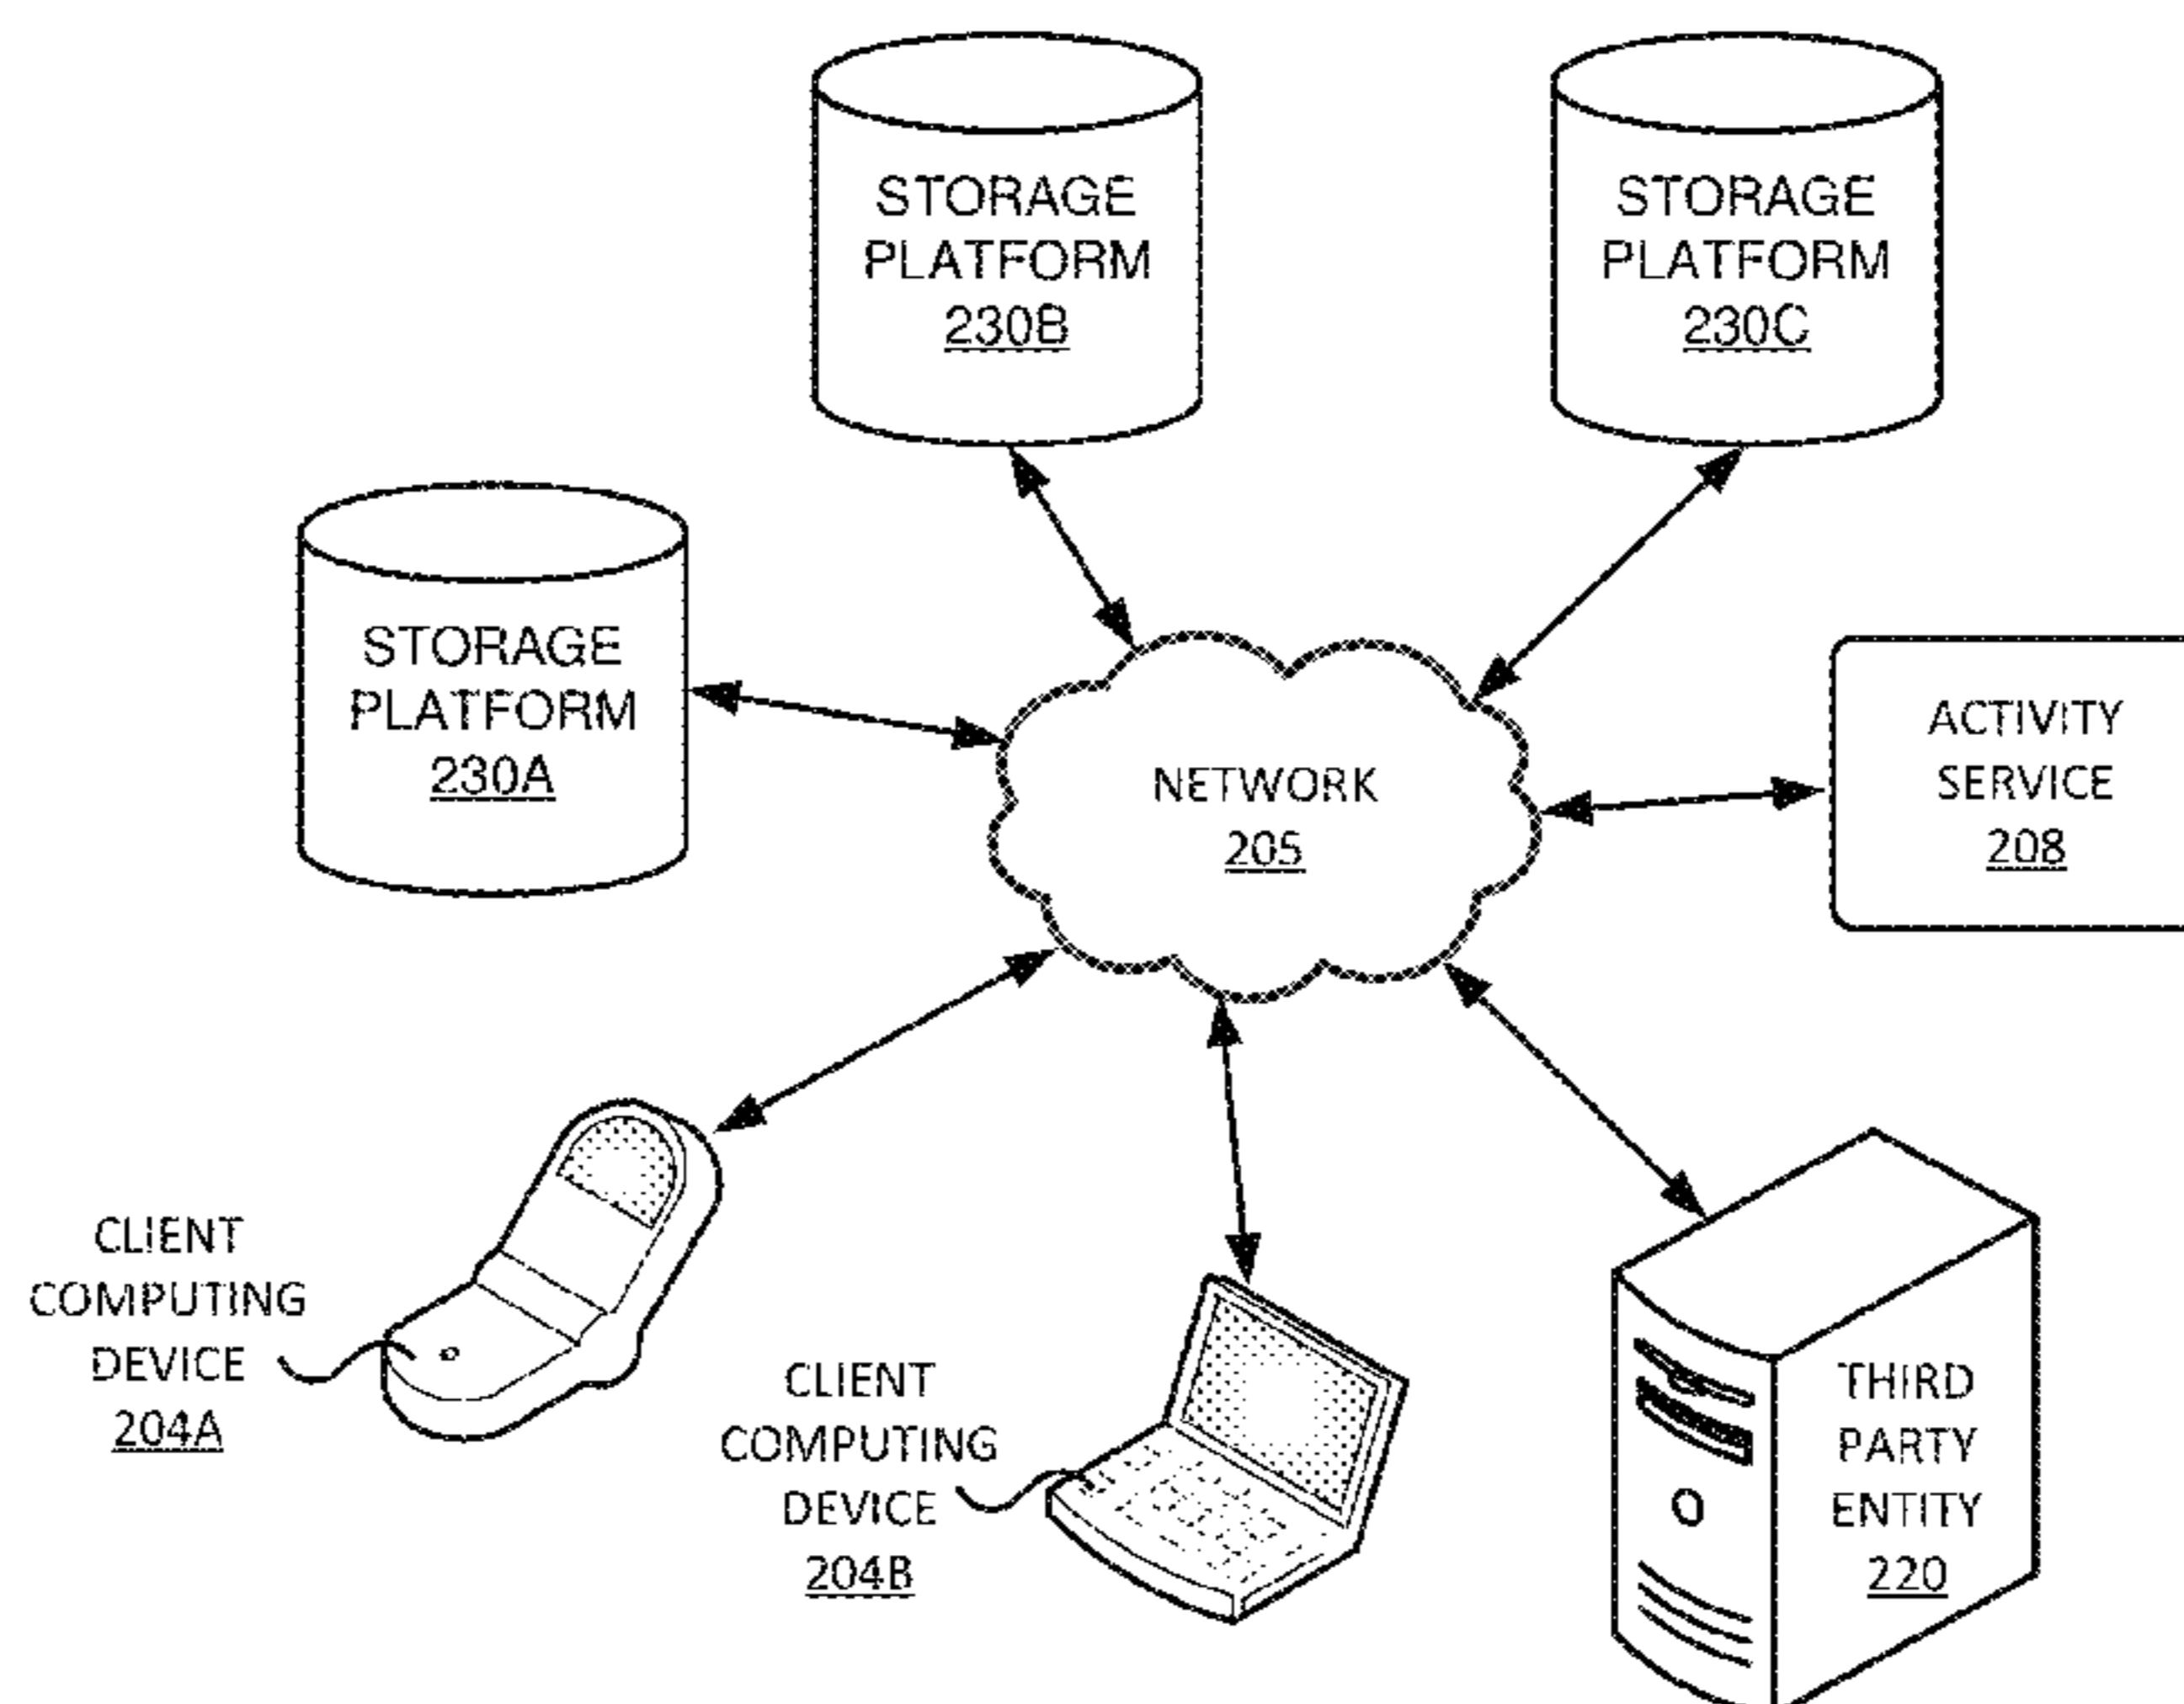 STORAGE
PLATFORM
230B
STORAGE
PLATFORM
230C
STORAGE
PLATFORM
230A
NETWORK
205
ACTIVITY
SERVICE
208
CLIENT
COMPUTING
DEVICE
204A
CLIENT
COMPUTING
DEVICE
204B
THIRD
PARTY
ENTITY
220